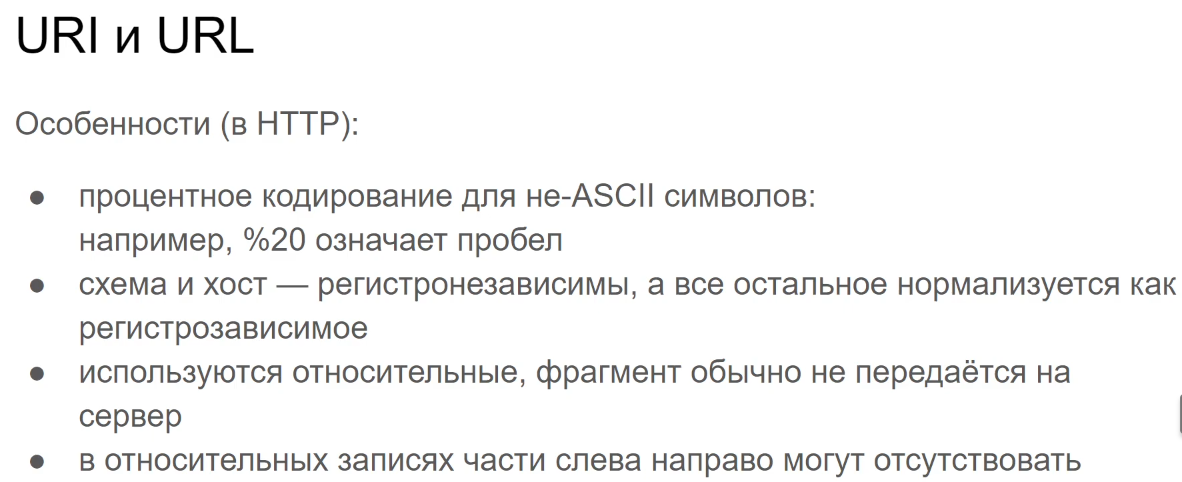 URI и URL
Особенности (в HTTP):
● процентное кодирование для не-ASCII символов:
например, %20 означает пробел
● схема и хост — регистронезависимы, а все остальное нормализуется как
регистрозависимое
● используются относительные, фрагмент обычно не передаётся на
сервер
● в относительных записях части слева направо могут отсутствовать